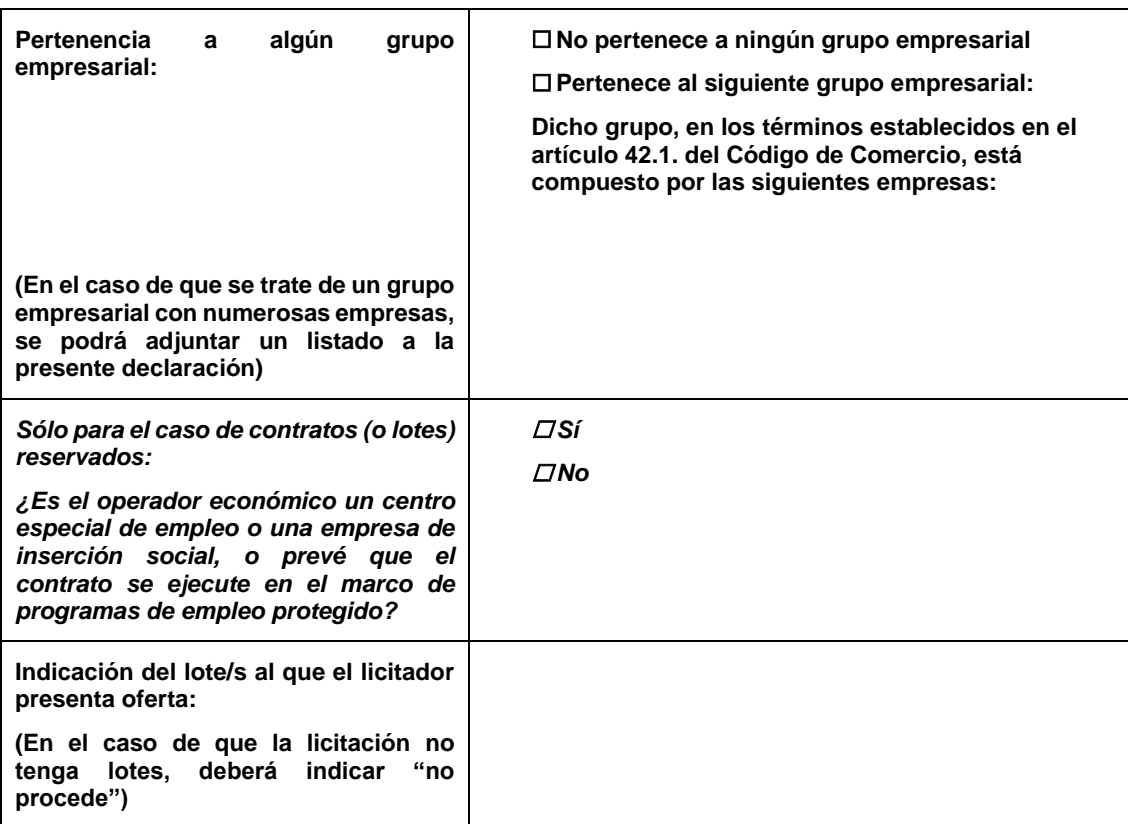 Pertenencia a algún grupo
empresarial:
☐ No pertenece a ningún grupo empresarial
☐ Pertenece al siguiente grupo empresarial:
Dicho grupo, en los términos establecidos en el
artículo 42.1. del Código de Comercio, está
compuesto por las siguientes empresas:
(En el caso de que se trate de un grupo
empresarial con numerosas empresas,
se podrá adjuntar un listado a la
presente declaración)
Sólo para el caso de contratos (o lotes)
reservados:
¿Es el operador económico un centro
especial de empleo o una empresa de
inserción social, o prevé que el
contrato se ejecute en el marco de
programas de empleo protegido?
☐ Sí
☐ No
Indicación del lote/s al que el licitador
presenta oferta:
(En el caso de que la licitación no
tenga lotes, deberá indicar “no
procede”)